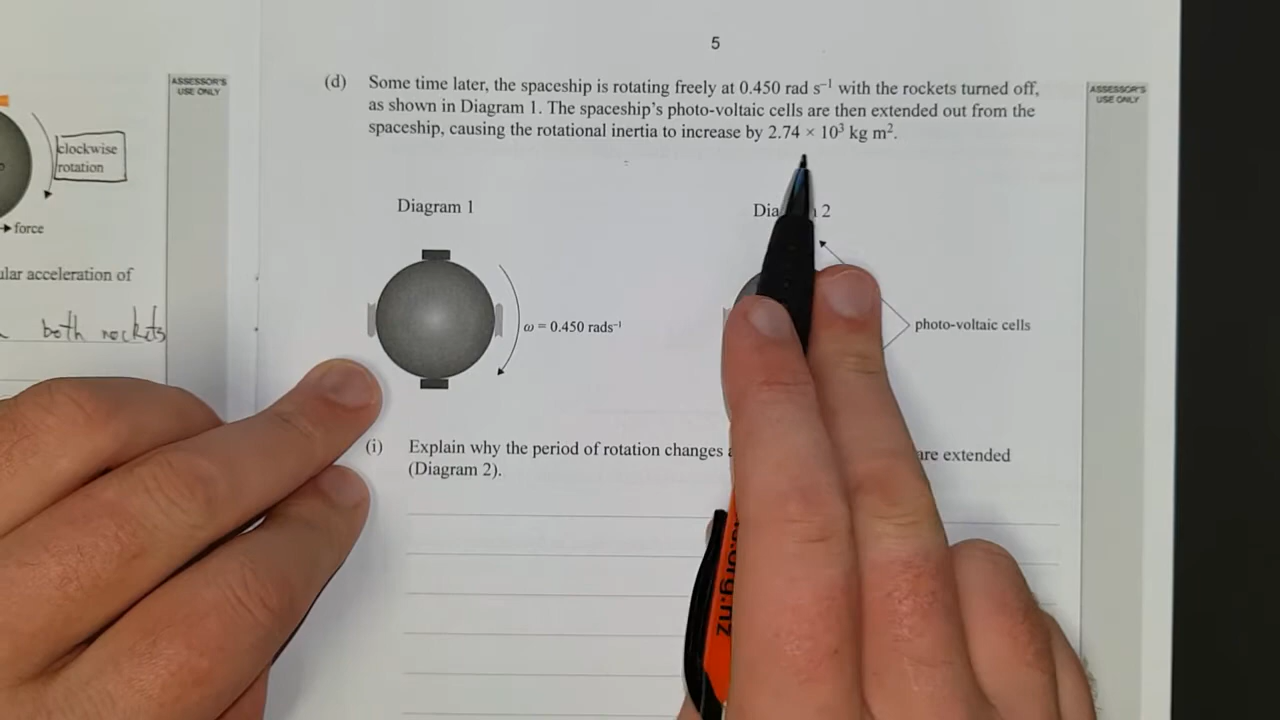 5
ASSESSOR'S
USE ONLY
clockwise
rotation
force
ular acceleration of
both rockets
(d) Some time later, the spaceship is rotating freely at 0.450 rad s⁻¹ with the rockets turned off,
as shown in Diagram 1. The spaceship's photo-voltaic cells are then extended out from the
spaceship, causing the rotational inertia to increase by 2.74 × 10³ kg m².
ASSESSOR'S
USE ONLY
Diagram 1
Dia 2
ω = 0.450 rads⁻¹
photo-voltaic cells
(i) Explain why the period of rotation changes are extended
(Diagram 2).
.org.nz